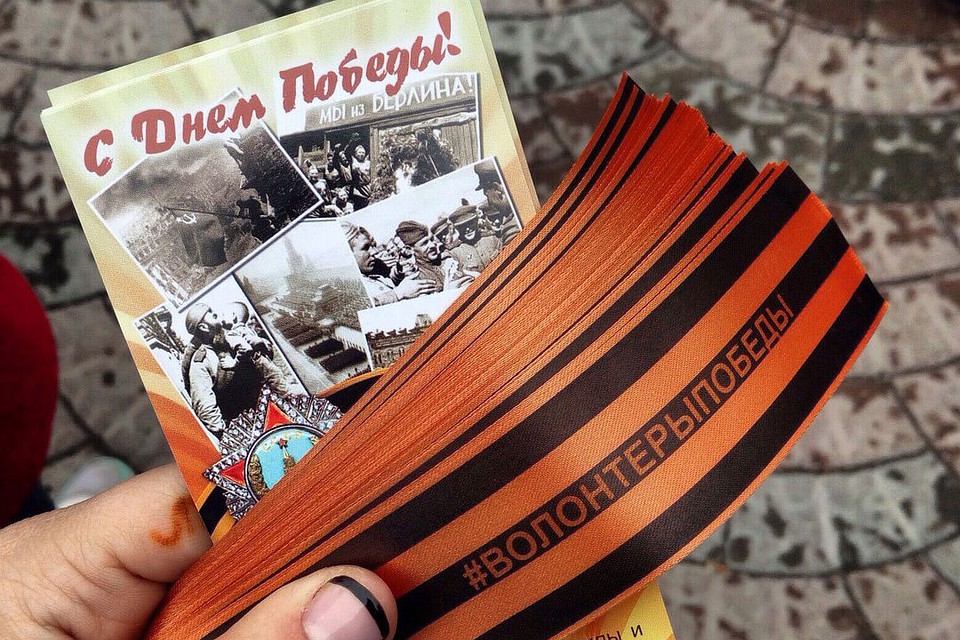 С Днем Победы!
МЫ из БЕРЛИНА!
#ВОЛОНТЕРЫПОБЕДЫ
и